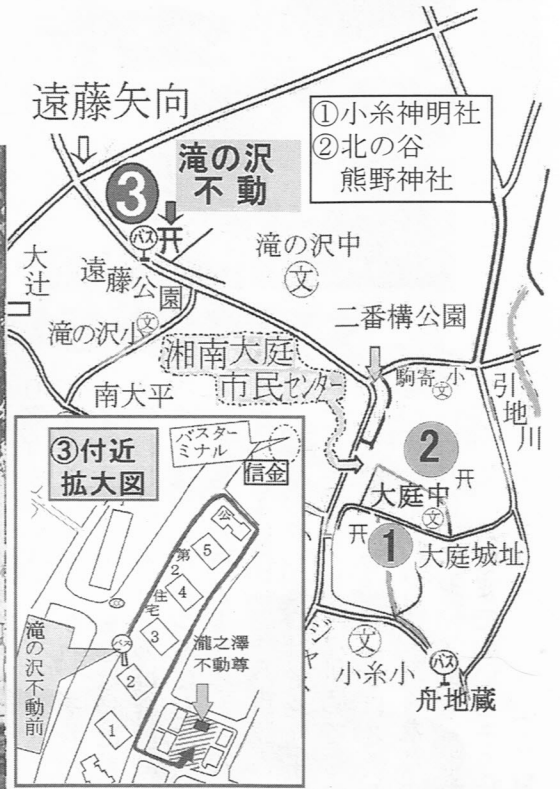 遠藤矢向
①小糸神明社
②北の谷
熊野神社
滝の沢
不動
3
バス
大辻
遠藤公園
滝の沢中
文
滝の沢小
文
二番構公園
湘南大庭
市民センター
駒寄小
文
引地川
南大平
2
大庭中
文
1
大庭城址
文
小糸小
バス
舟地蔵
③付近
拡大図
バスター
ミナル
信金
公
5
第2住宅
4
3
バス
2
1
滝の沢不動前
瀧之澤
不動尊